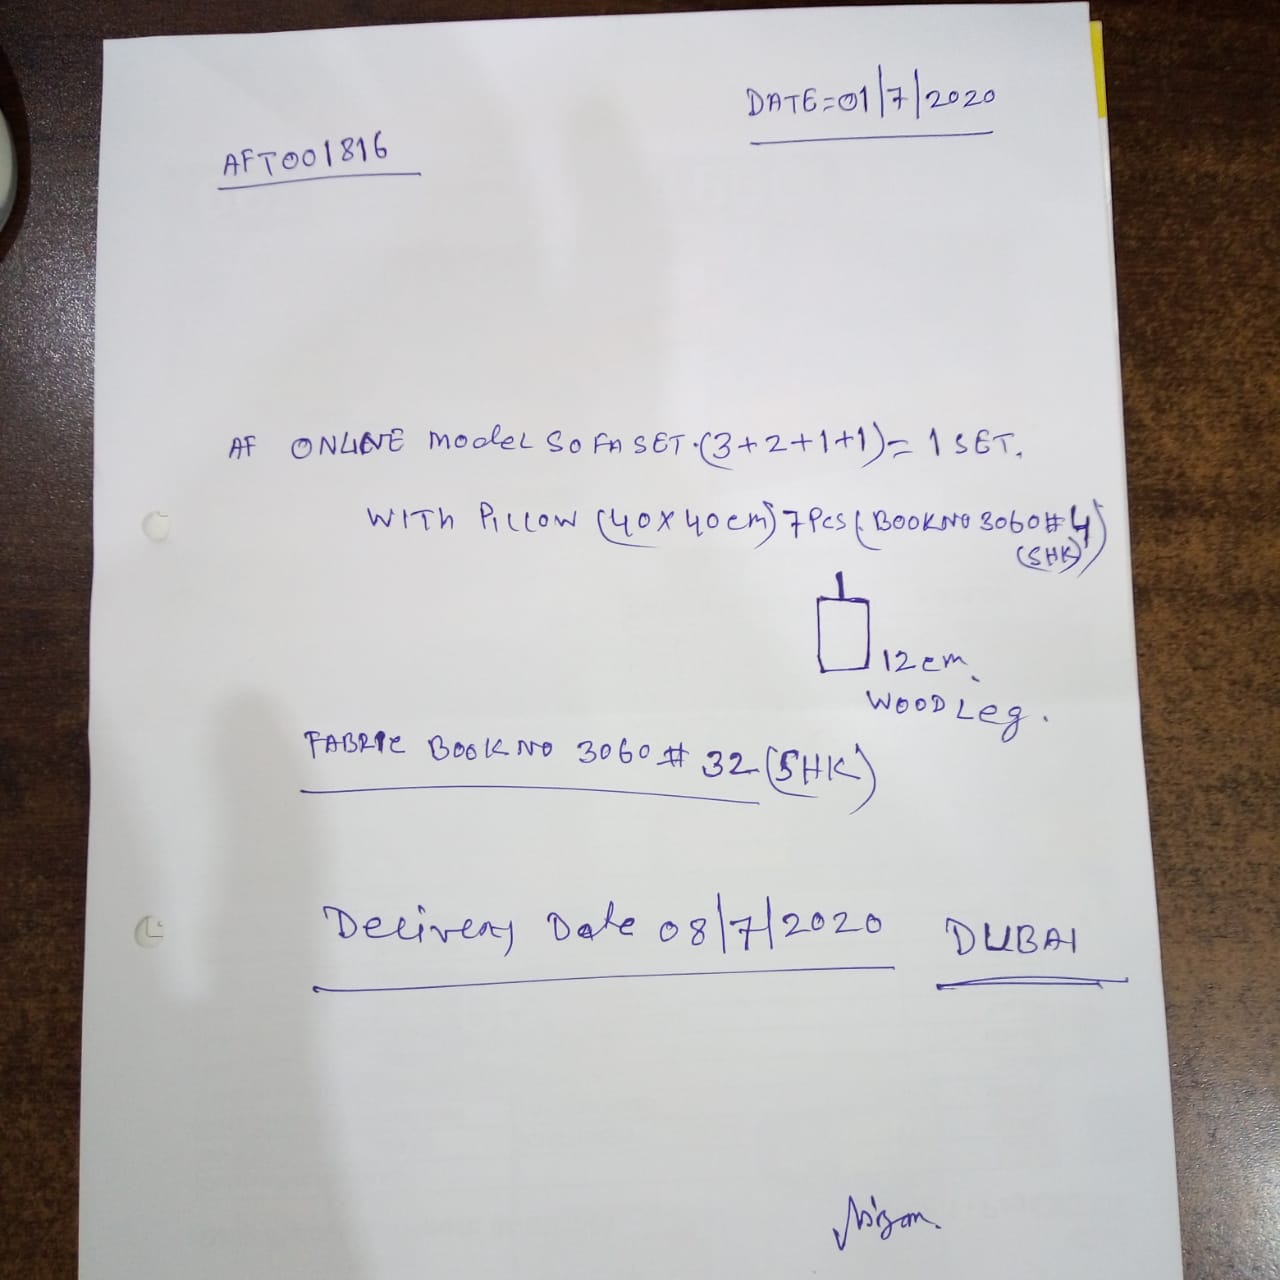 DATE=01/7/2020
AFT001816
AF ONLINE model SOFA SET.(3+2+1+1)= 1 SET.
WITh PILLOW (40x40cm) 7Pcs (BOOK NO 3060#4)
(SHK)
12cm.
WOOD Leg.
FABRIC BOOK NO 3060# 32 (SHK)
Delivery Date 08/7/2020 DUBAI